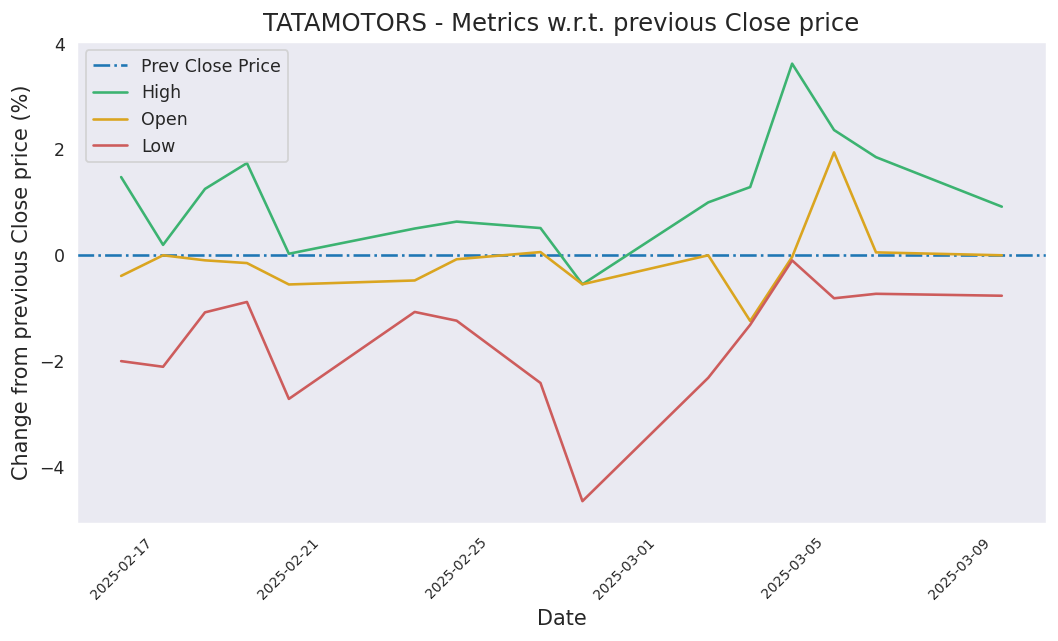 TATAMOTORS - Metrics w.r.t. previous Close price
Change from previous Close price (%)
4
2
0
−2
−4
Prev Close Price
High
Open
Low
2025-02-17
2025-02-21
2025-02-25
2025-03-01
2025-03-05
2025-03-09
Date